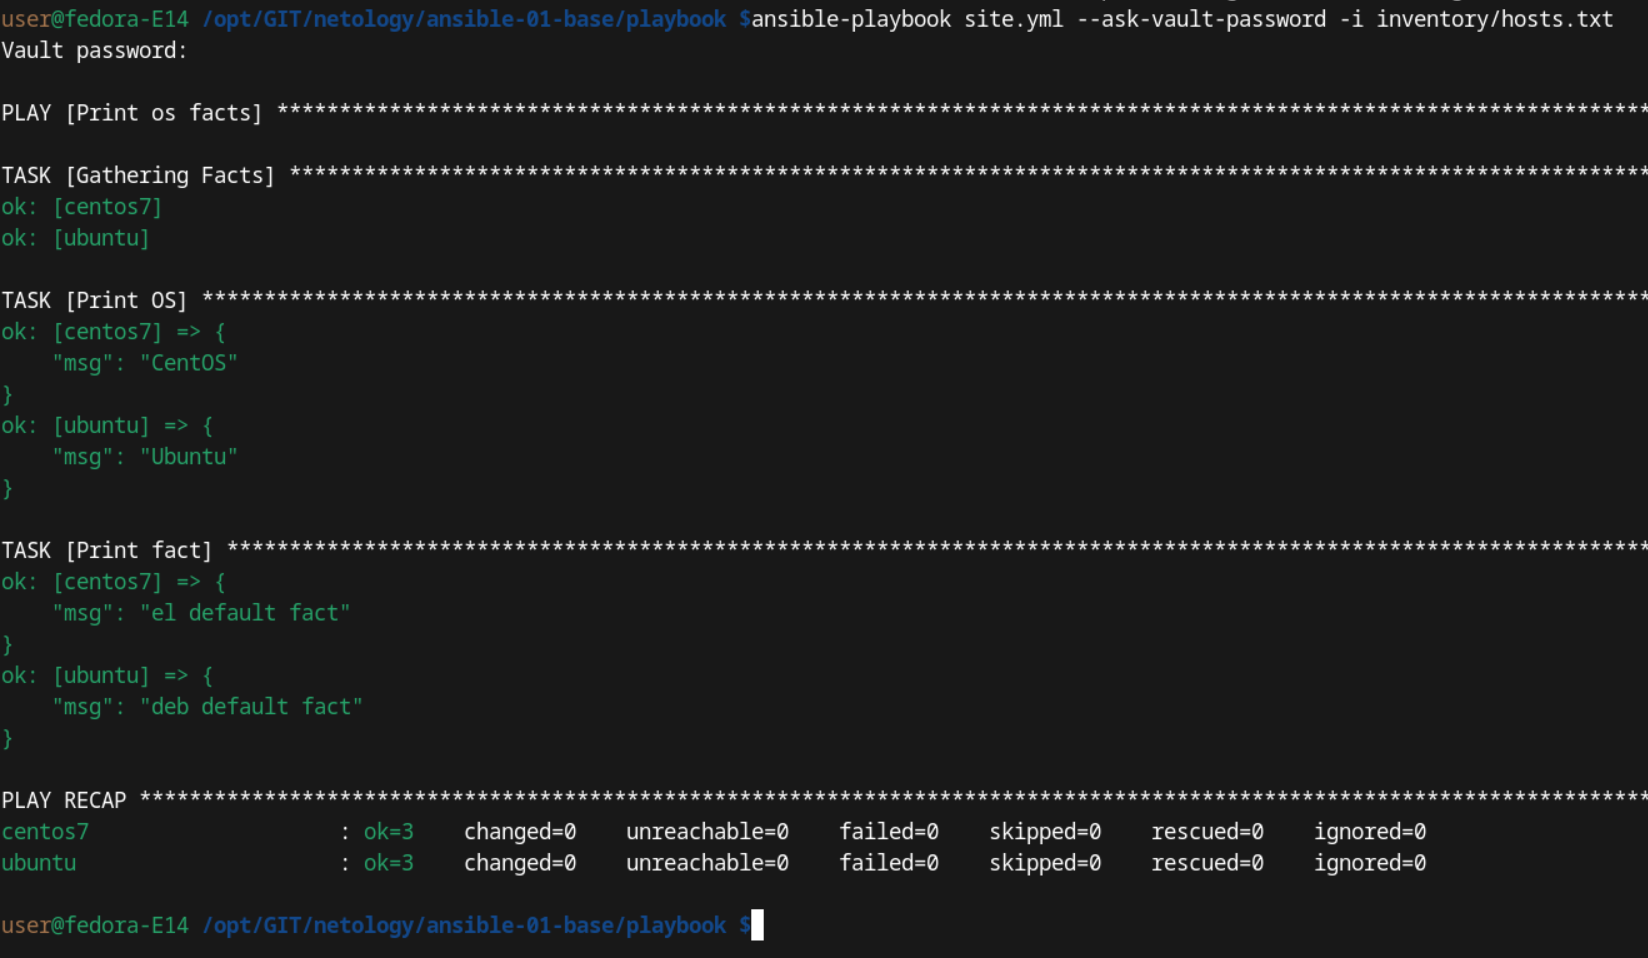 user@fedora-E14 /opt/GIT/netology/ansible-01-base/playbook $ansible-playbook site.yml --ask-vault-password -i inventory/hosts.txt
Vault password:
PLAY [Print os facts] *************************************************************************************************************
TASK [Gathering Facts] ************************************************************************************************************
ok: [centos7]
ok: [ubuntu]
TASK [Print OS] *******************************************************************************************************************
ok: [centos7] => {
    "msg": "CentOS"
}
ok: [ubuntu] => {
    "msg": "Ubuntu"
}
TASK [Print fact] *****************************************************************************************************************
ok: [centos7] => {
    "msg": "el default fact"
}
ok: [ubuntu] => {
    "msg": "deb default fact"
}
PLAY RECAP ************************************************************************************************************************
centos7                    : ok=3    changed=0    unreachable=0    failed=0    skipped=0    rescued=0    ignored=0
ubuntu                     : ok=3    changed=0    unreachable=0    failed=0    skipped=0    rescued=0    ignored=0
user@fedora-E14 /opt/GIT/netology/ansible-01-base/playbook $